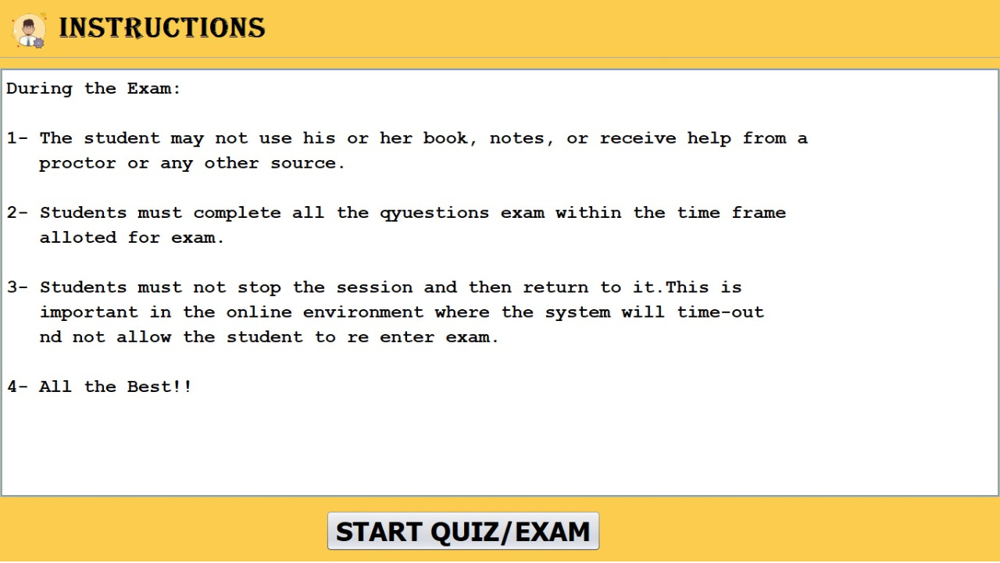 INSTRUCTIONS
During the Exam:
1- The student may not use his or her book, notes, or receive help from a
proctor or any other source.
2- Students must complete all the qyuestions exam within the time frame
alloted for exam.
3- Students must not stop the session and then return to it.This is
important in the online environment where the system will time-out
nd not allow the student to re enter exam.
4- All the Best!!
START QUIZ/EXAM